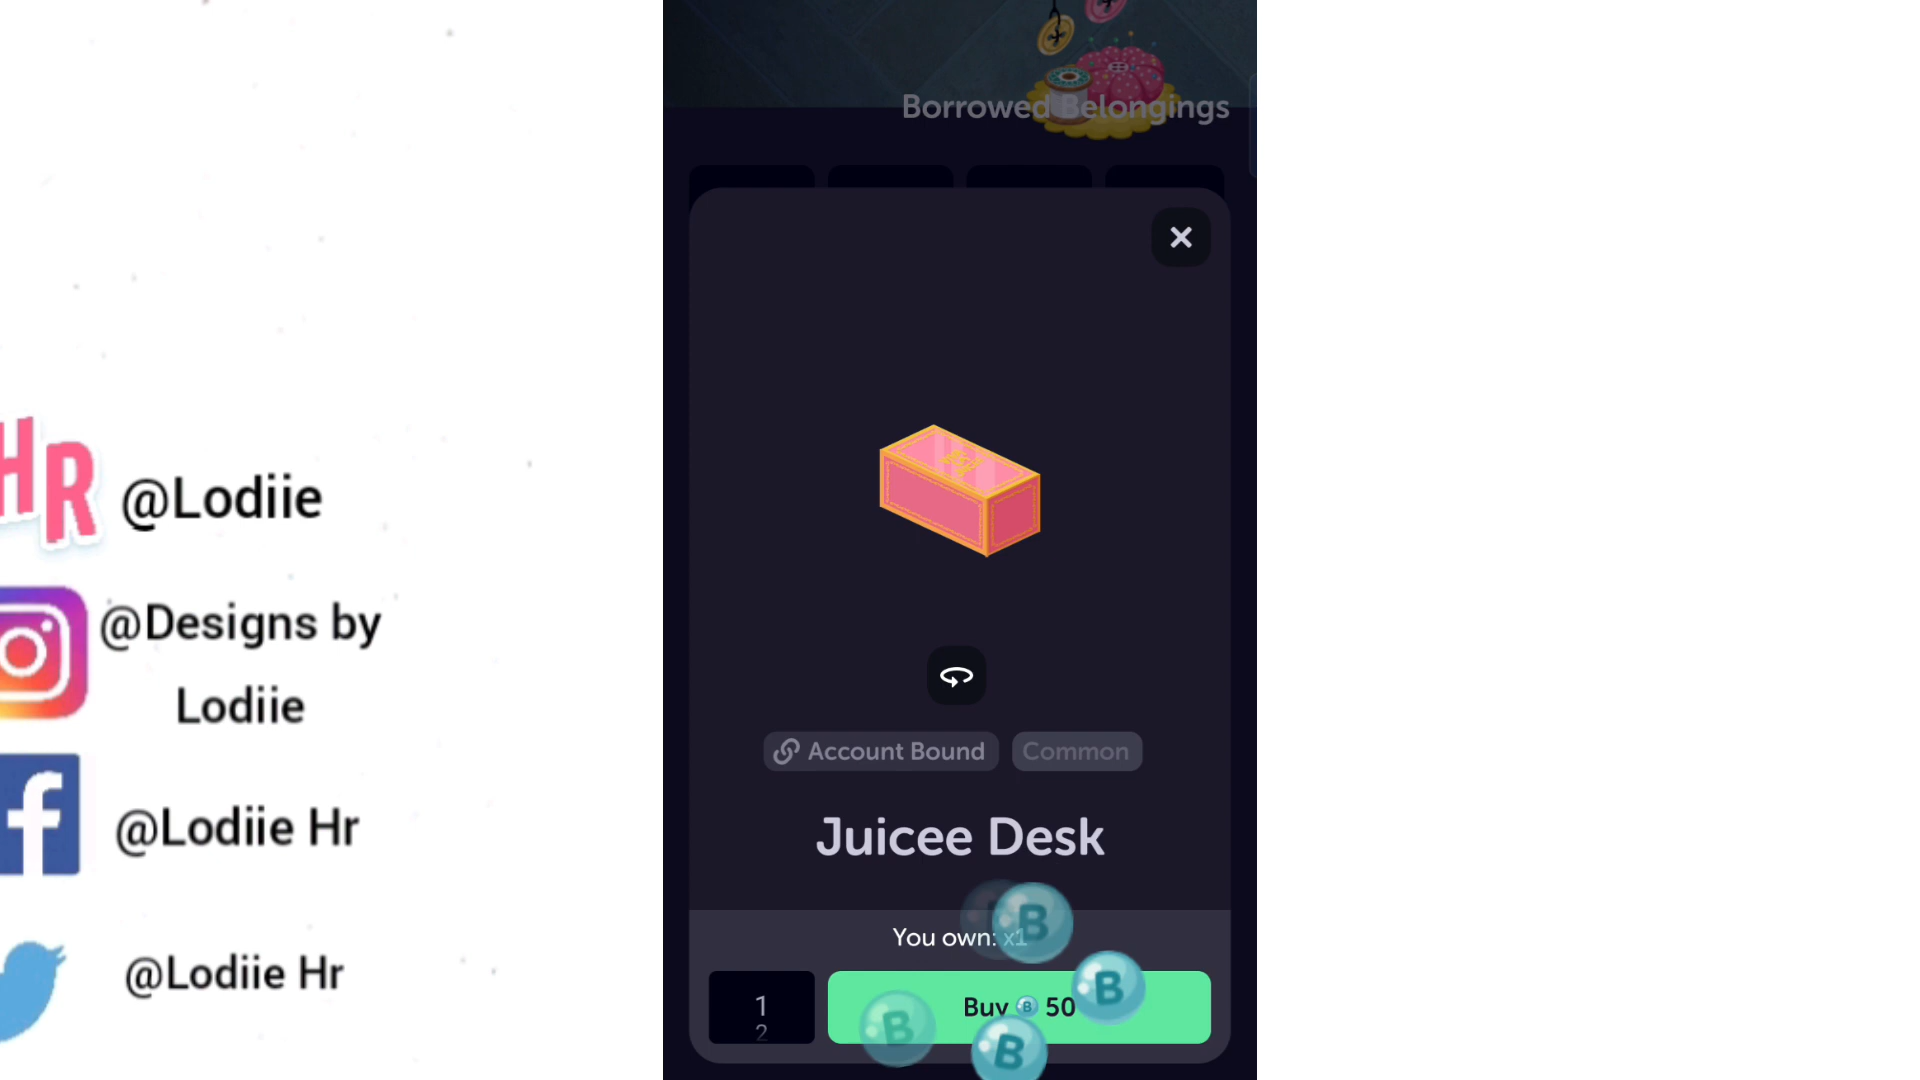 HR @Lodiie
@Designs by
Lodiie
@Lodiie Hr
@Lodiie Hr
Borrowed Belongings
Account Bound
Common
Juicee Desk
You own: x1
1
2
Buy B 50
B
B
B
B